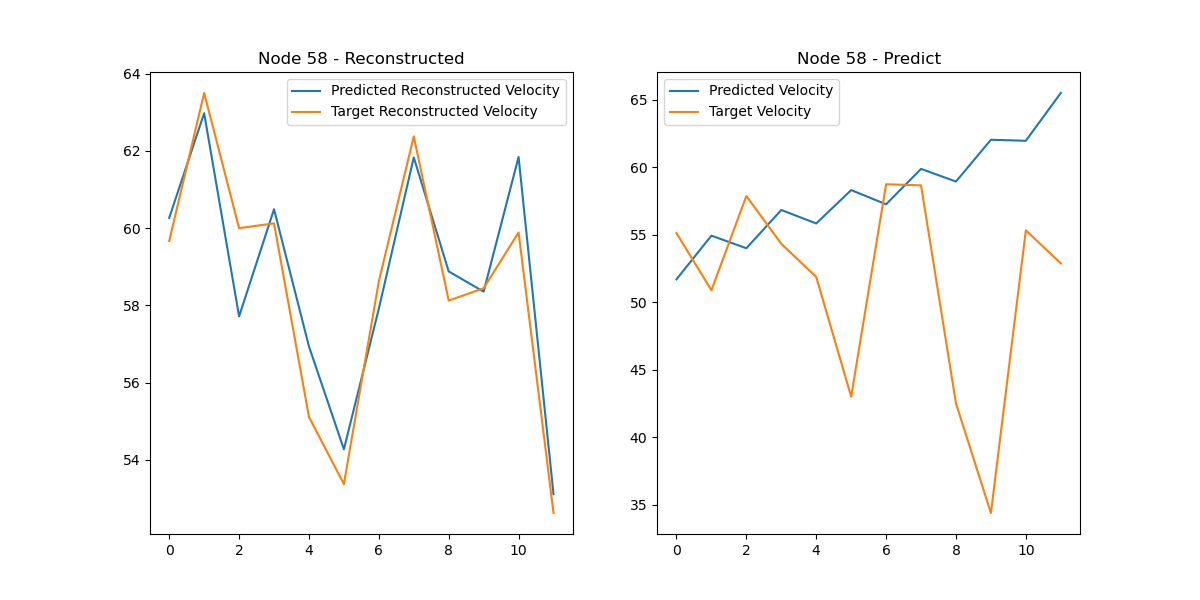 Node 58 - Reconstructed
64
62
60
58
56
54
0 2 4 6 8 10
Predicted Reconstructed Velocity
Target Reconstructed Velocity
Node 58 - Predict
65
60
55
50
45
40
35
0 2 4 6 8 10
Predicted Velocity
Target Velocity